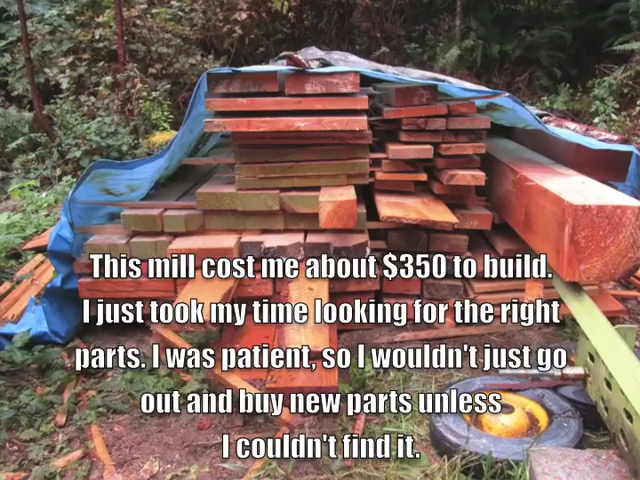 This mill cost me about $350 to build.
I just took my time looking for the right
parts. I was patient, so I wouldn't just go
out and buy new parts unless
I couldn't find it.